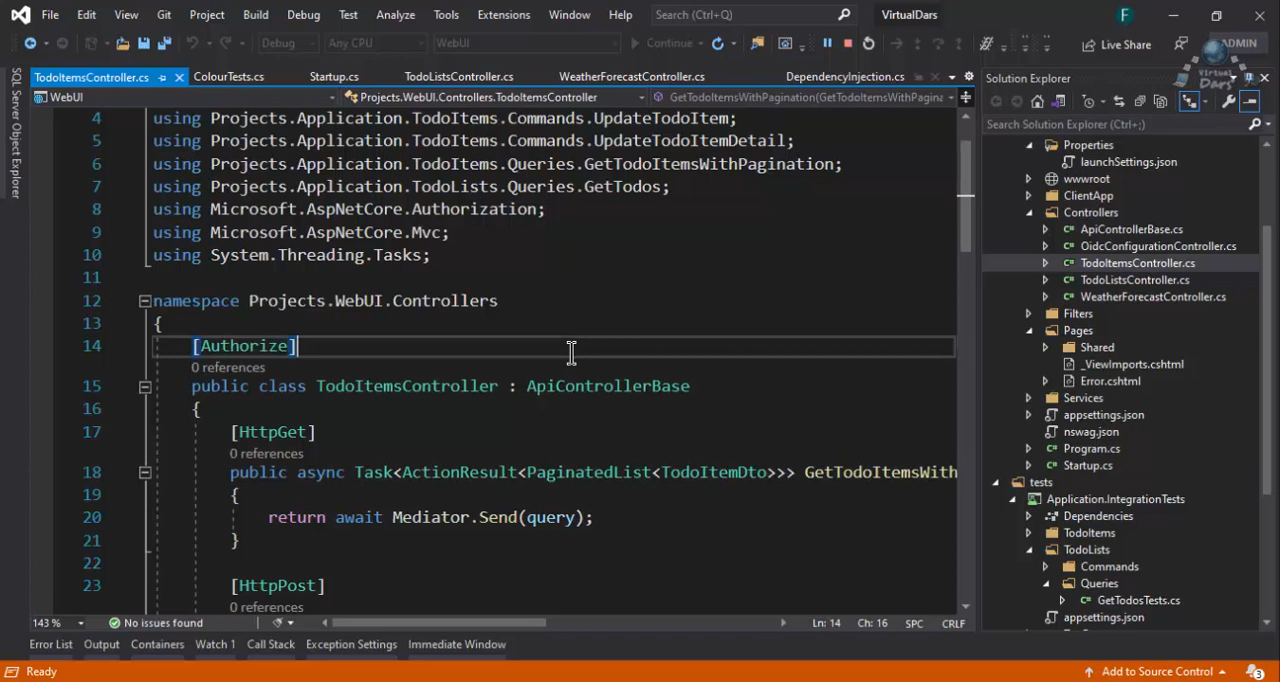 File Edit View Git Project Build Debug Test Analyze Tools Extensions Window Help Search (Ctrl+Q) VirtualDars F
Debug Any CPU WebUI Continue Live Share ADMIN
Virtual Dars
SQL Server Object Explorer
TodoItemsController.cs ColourTests.cs Startup.cs TodoListsController.cs WeatherForecastController.cs DependencyInjection.cs
WebUI Projects.WebUI.Controllers.TodoItemsController GetTodoItemsWithPagination(GetTodoItemsWithPagina
4 using Projects.Application.TodoItems.Commands.UpdateTodoItem;
5 using Projects.Application.TodoItems.Commands.UpdateTodoItemDetail;
6 using Projects.Application.TodoItems.Queries.GetTodoItemsWithPagination;
7 using Projects.Application.TodoLists.Queries.GetTodos;
8 using Microsoft.AspNetCore.Authorization;
9 using Microsoft.AspNetCore.Mvc;
10 using System.Threading.Tasks;
11
12 namespace Projects.WebUI.Controllers
13 {
14 [Authorize]
0 references
15 public class TodoItemsController : ApiControllerBase
16 {
17 [HttpGet]
0 references
18 public async Task<ActionResult<PaginatedList<TodoItemDto>>> GetTodoItemsWith
19 {
20 return await Mediator.Send(query);
21 }
22
23 [HttpPost]
0 references
143 % No issues found Ln: 14 Ch: 16 SPC CRLF
Solution Explorer
Search Solution Explorer (Ctrl+;)
Properties
launchSettings.json
wwwroot
ClientApp
Controllers
ApiControllerBase.cs
OidcConfigurationController.cs
TodoItemsController.cs
TodoListsController.cs
WeatherForecastController.cs
Filters
Pages
Shared
_ViewImports.cshtml
Error.cshtml
Services
appsettings.json
nswag.json
Program.cs
Startup.cs
tests
Application.IntegrationTests
Dependencies
TodoItems
TodoLists
Commands
Queries
GetTodosTests.cs
appsettings.json
Error List Output Containers Watch 1 Call Stack Exception Settings Immediate Window
Ready Add to Source Control 3